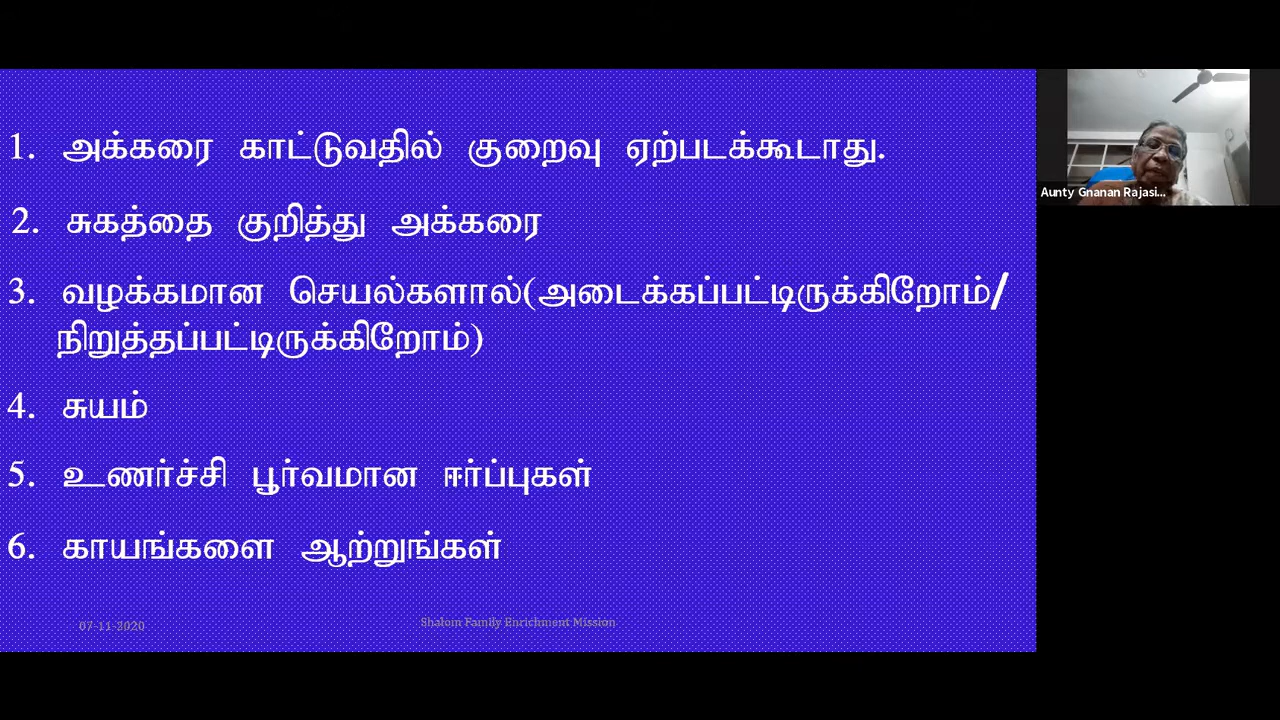 1. அக்கரை காட்டுவதில் குறைவு ஏற்படக்கூடாது.
2. சுகத்தை குறித்து அக்கரை
3. வழக்கமான செயல்களால்(அடைக்கப்பட்டிருக்கிறோம்/
நிறுத்தப்பட்டிருக்கிறோம்)
4. சுயம்
5. உணர்ச்சி பூர்வமான ஈர்ப்புகள்
6. காயங்களை ஆற்றுங்கள்
07-11-2020
Shalom Family Enrichment Mission
Aunty Gnanan Rajasi...